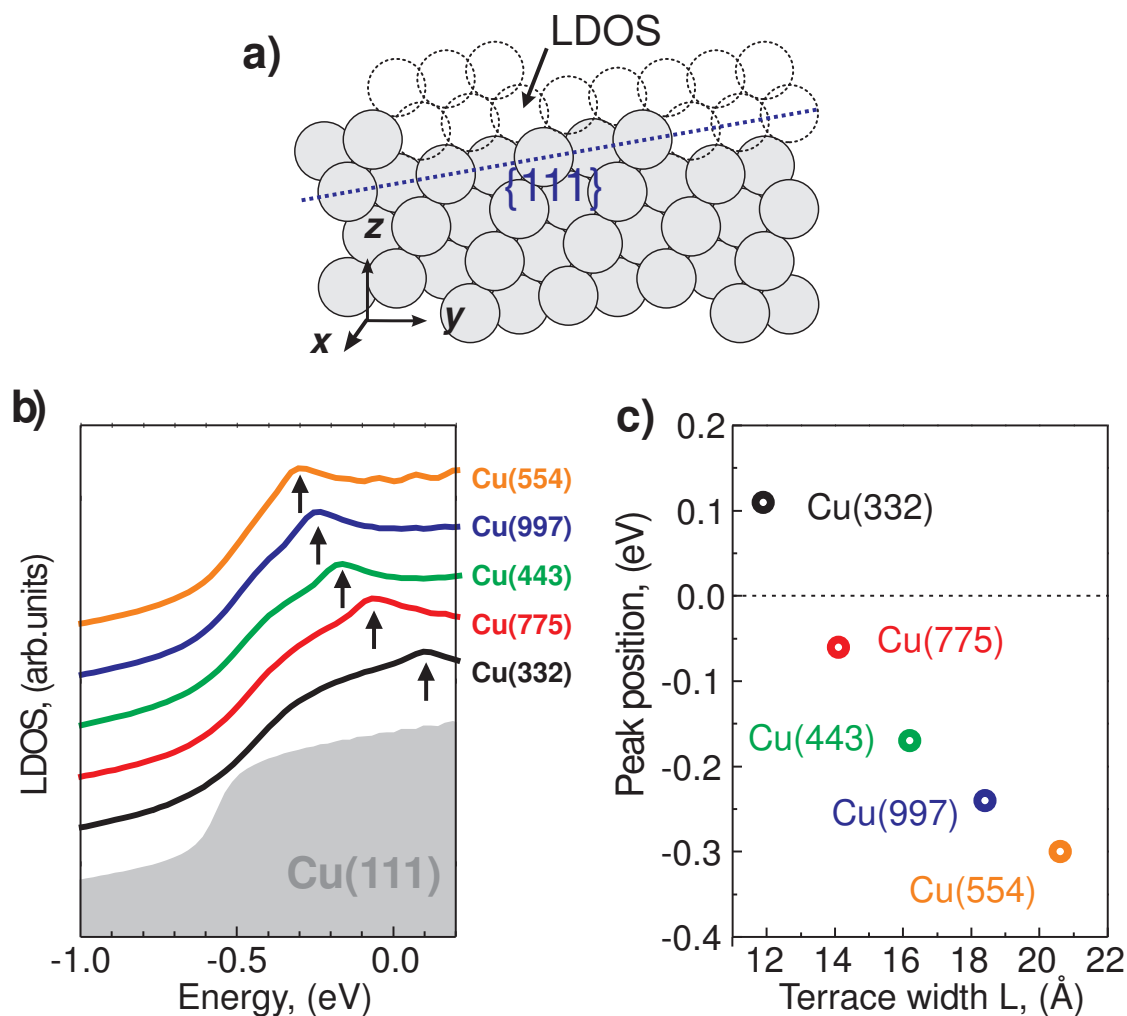 a)
LDOS
{111}
z
y
x
b)
LDOS, (arb.units)
Cu(554)
Cu(997)
Cu(443)
Cu(775)
Cu(332)
Cu(111)
-1.0 -0.5 0.0
Energy, (eV)
c)
Peak position, (eV)
0.2
0.1
0.0
-0.1
-0.2
-0.3
-0.4
Cu(332)
Cu(775)
Cu(443)
Cu(997)
Cu(554)
12 14 16 18 20 22
Terrace width L, (Å)